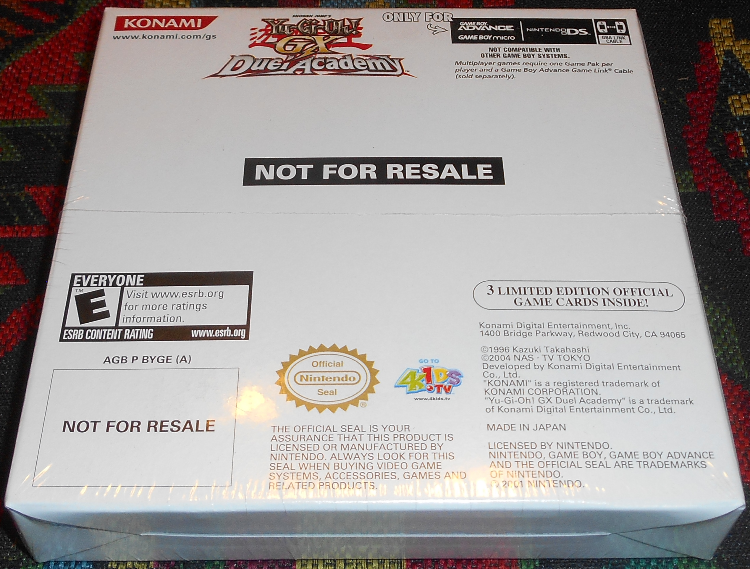 KONAMI
www.konami.com/gs
Yu-Gi-Oh!
GX
Duel Academy
ONLY FOR
GAME BOY
ADVANCE
GAME BOY micro
NINTENDO DS
GBA LINK
CABLE
NOT COMPATIBLE WITH
OTHER GAME BOY SYSTEMS.
Multiplayer games require one Game Pak per
player and a Game Boy Advance Game Link® Cable
(sold separately).
NOT FOR RESALE
EVERYONE
E
TM
Visit www.esrb.org
for more ratings
information.
ESRB CONTENT RATING www.esrb.org
AGB P BYGE (A)
NOT FOR RESALE
Official
Nintendo
Seal
THE OFFICIAL SEAL IS YOUR
ASSURANCE THAT THIS PRODUCT IS
LICENSED OR MANUFACTURED BY
NINTENDO. ALWAYS LOOK FOR THIS
SEAL WHEN BUYING VIDEO GAME
SYSTEMS, ACCESSORIES, GAMES AND
RELATED PRODUCTS.
GO TO
4KIDS
.TV
www.4kids.tv
3 LIMITED EDITION OFFICIAL
GAME CARDS INSIDE!
Konami Digital Entertainment, Inc.
1400 Bridge Parkway, Redwood City, CA 94065
©1996 Kazuki Takahashi
©2004 NAS · TV TOKYO
Developed by Konami Digital Entertainment
Co., Ltd.
"KONAMI" is a registered trademark of
KONAMI CORPORATION.
"Yu-Gi-Oh! GX Duel Academy" is a trademark
of Konami Digital Entertainment Co., Ltd.
MADE IN JAPAN
LICENSED BY NINTENDO.
NINTENDO, GAME BOY, GAME BOY ADVANCE
AND THE OFFICIAL SEAL ARE TRADEMARKS
OF NINTENDO.
©2001 NINTENDO.